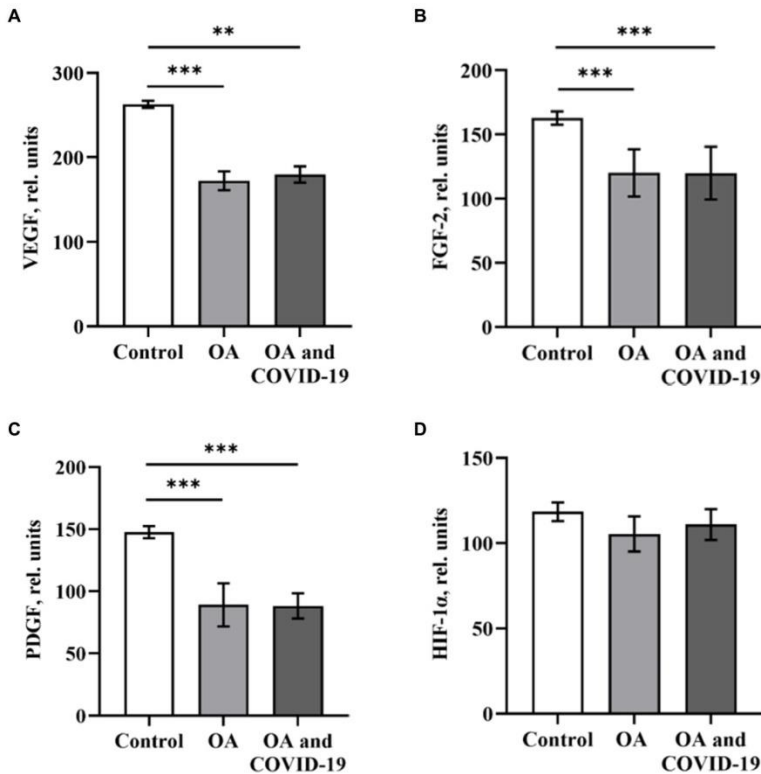 A
**
***
300
200
100
0
VEGF, rel. units
Control
OA
OA and
COVID-19
B
***
***
200
150
100
50
0
FGF-2, rel. units
Control
OA
OA and
COVID-19
C
***
***
200
150
100
50
0
PDGF, rel. units
Control
OA
OA and
COVID-19
D
150
100
50
0
HIF-1α, rel. units
Control
OA
OA and
COVID-19